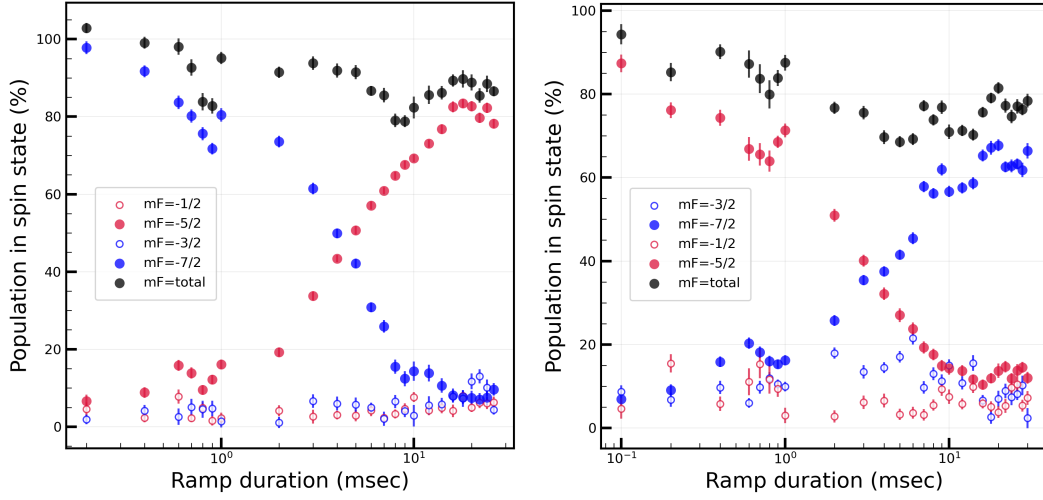 Population in spin state (%)
100
80
60
40
20
0
mF=-1/2
mF=-5/2
mF=-3/2
mF=-7/2
mF=total
10⁰
10¹
Ramp duration (msec)
Population in spin state (%)
100
80
60
40
20
0
mF=-3/2
mF=-7/2
mF=-1/2
mF=-5/2
mF=total
10⁻¹
10⁰
10¹
Ramp duration (msec)